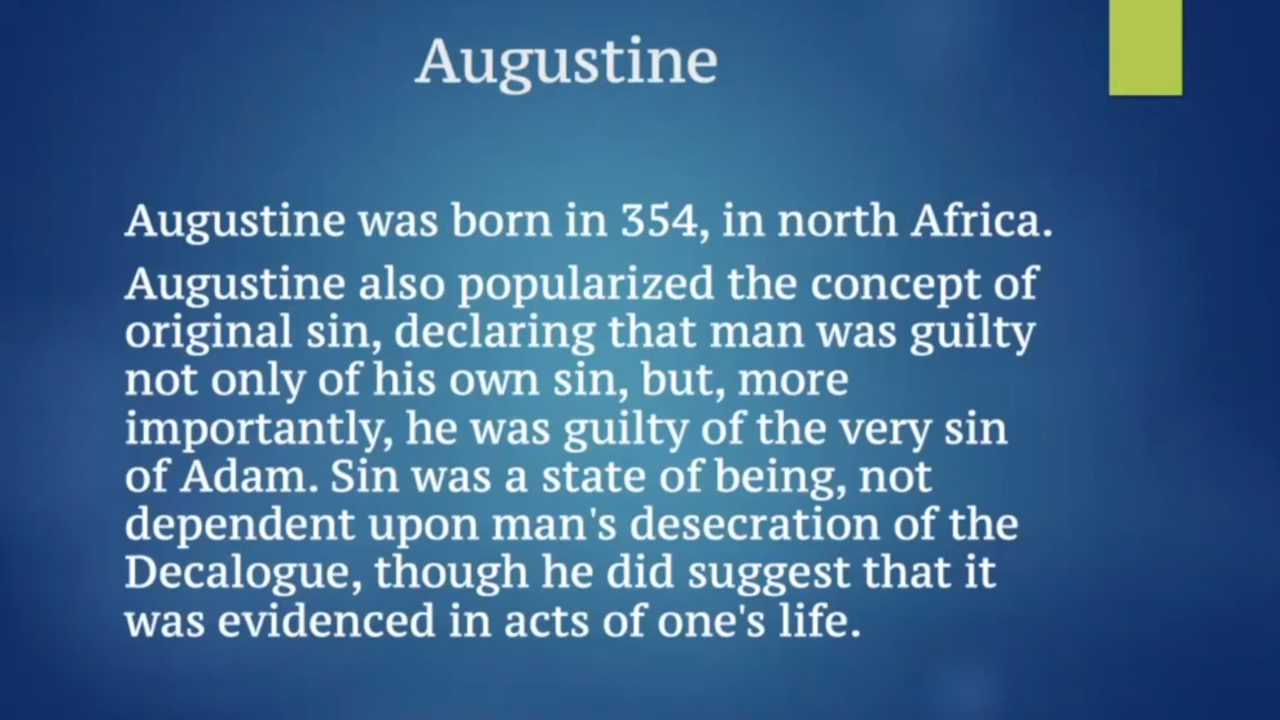 Augustine
Augustine was born in 354, in north Africa.
Augustine also popularized the concept of
original sin, declaring that man was guilty
not only of his own sin, but, more
importantly, he was guilty of the very sin
of Adam. Sin was a state of being, not
dependent upon man's desecration of the
Decalogue, though he did suggest that it
was evidenced in acts of one's life.